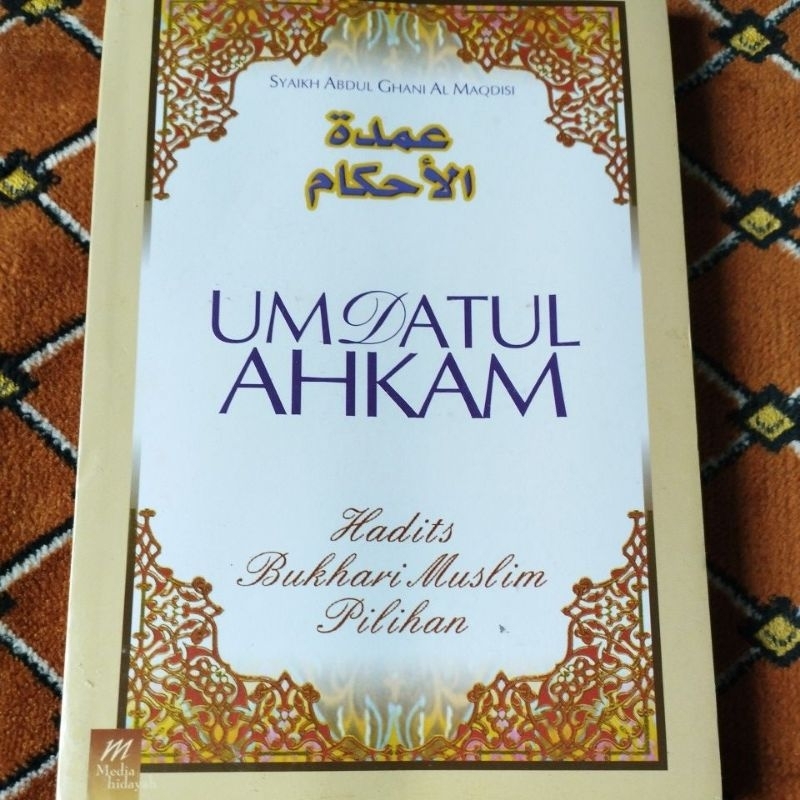 SYAIKH ABDUL GHANI AL MAQDISI
عمدة
الأحكام
UMDATUL
AHKAM
Hadits
Bukhari Muslim
Pilihan
m
Media
hidayah